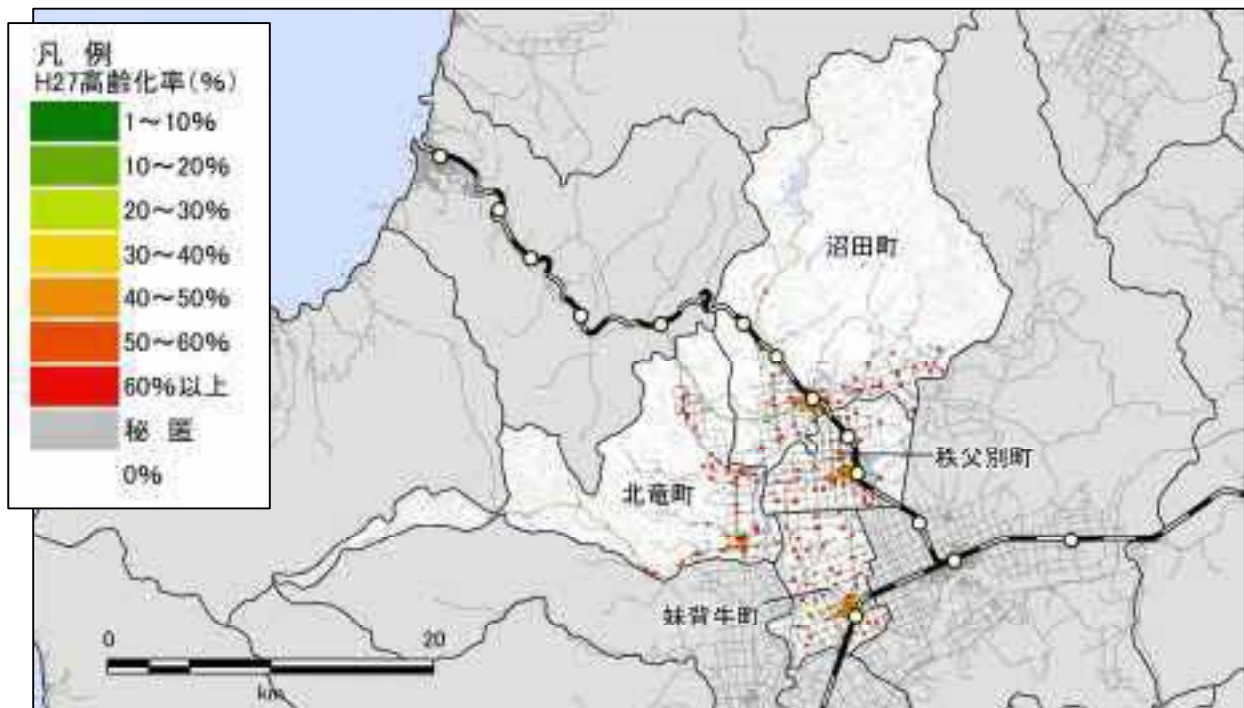 凡 例
H27高齢化率(%)
1～10%
10～20%
20～30%
30～40%
40～50%
50～60%
60%以上
秘 匿
0%
沼田町
秩父別町
北竜町
妹背牛町
0 20
km